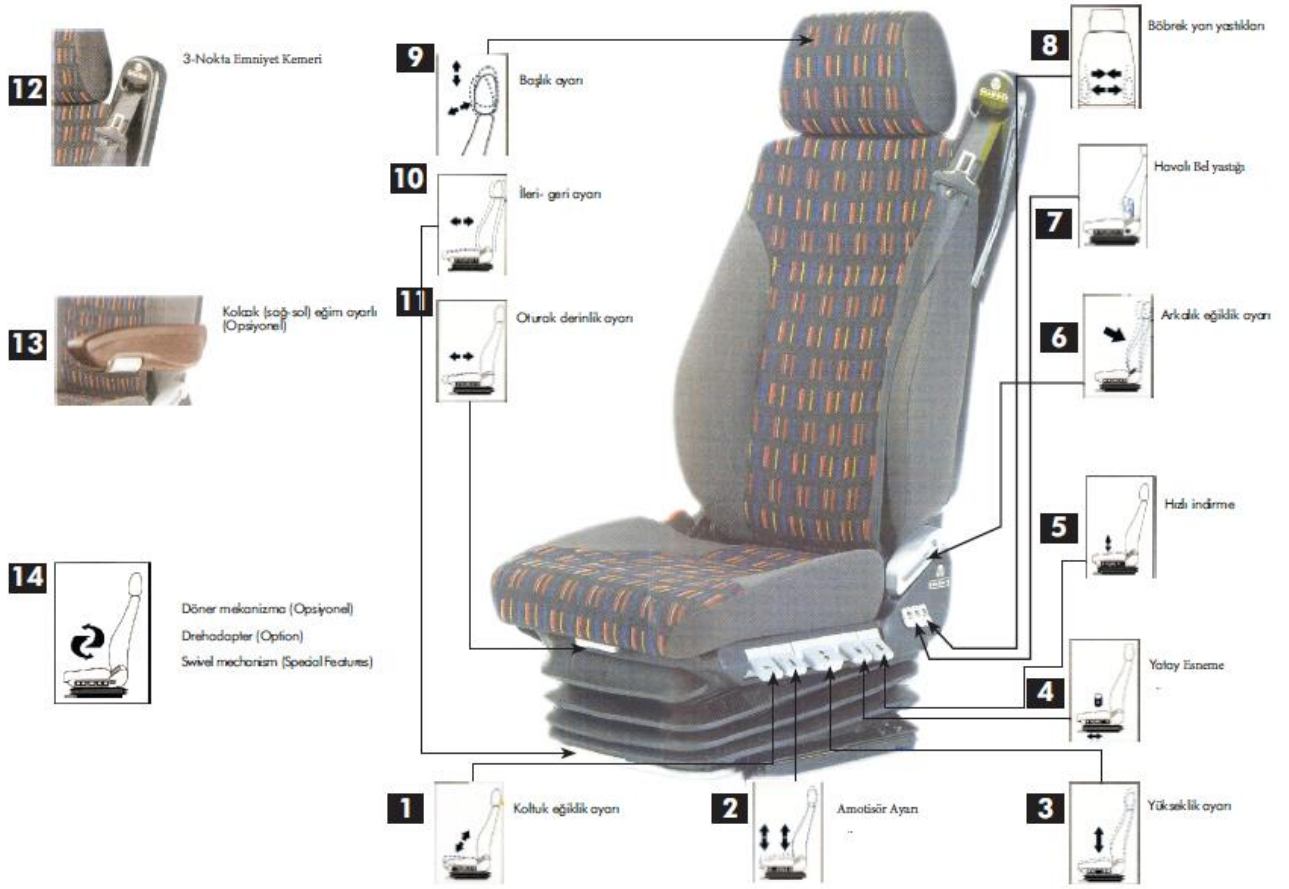 12
3-Nokta Emniyet Kemeri
9
Başlık ayarı
8
Böbrek yan yastıkları
10
İleri- geri ayarı
7
Havalı Bel yastığı
11
Oturak derinlik ayarı
6
Arkalık eğiklik ayarı
13
Kolçak (sağ-sol) eğim ayarlı
(Opsiyonel)
5
Hızlı indirme
14
Döner mekanizma (Opsiyonel)
Drehadapter (Option)
Swivel mechanism (Special Features)
4
Yatay Esneme
1
Koltuk eğiklik ayarı
2
Amotisör Ayarı
3
Yükseklik ayarı